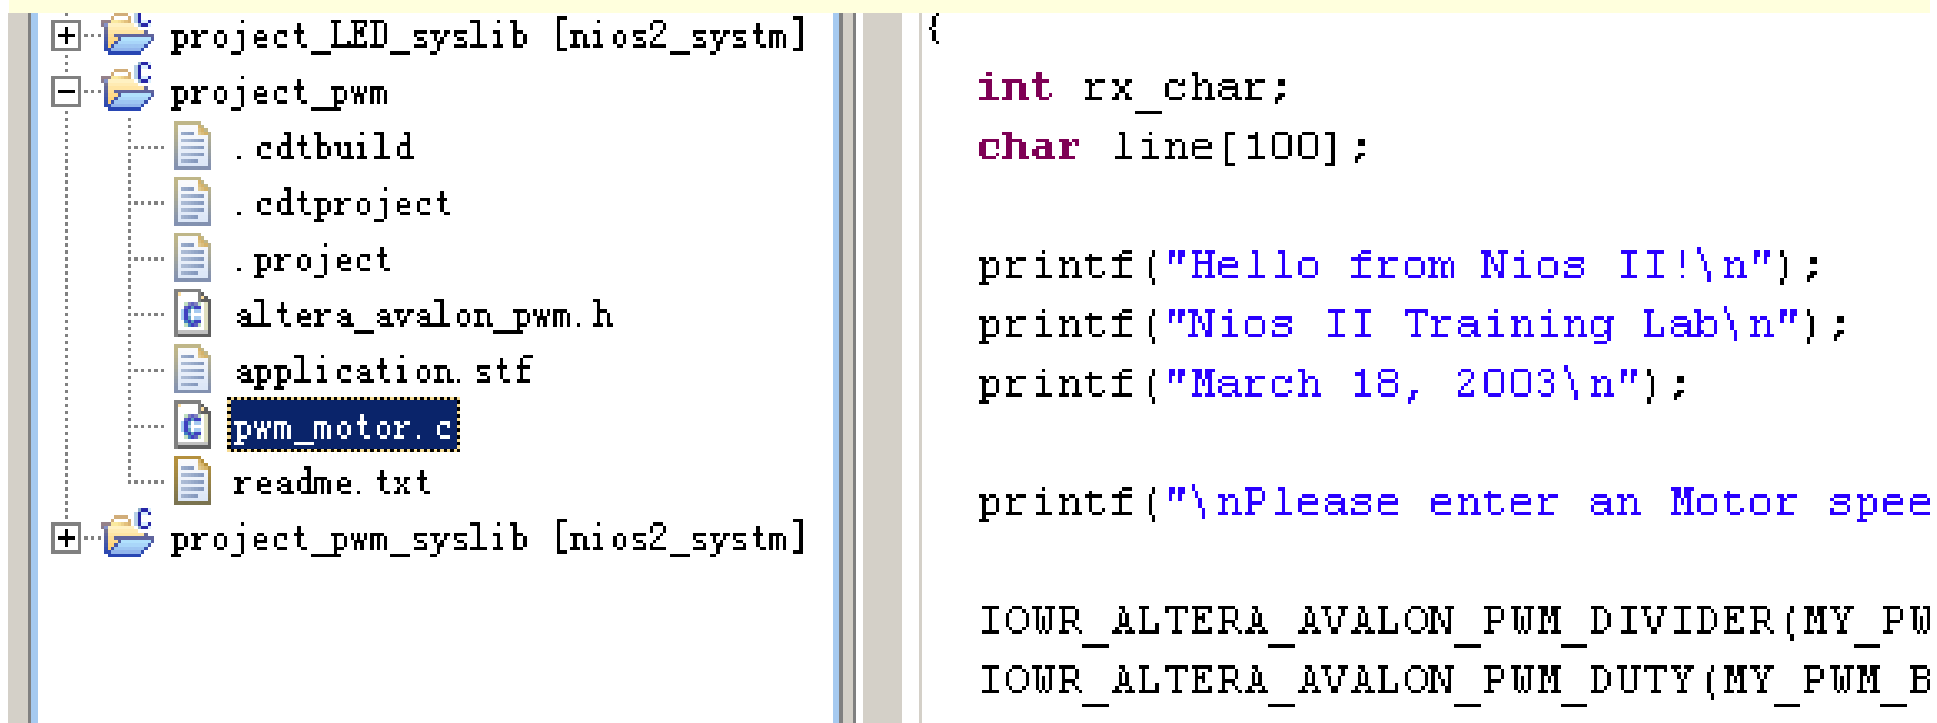 project_LED_syslib [nios2_systm]
project_pwm
.cdtbuild
.cdtproject
.project
altera_avalon_pwm.h
application.stf
pwm_motor.c
readme.txt
project_pwm_syslib [nios2_systm]
{
int rx_char;
char line[100];
printf("Hello from Nios II!\n");
printf("Nios II Training Lab\n");
printf("March 18, 2003\n");
printf("\nPlease enter an Motor spee
IOWR_ALTERA_AVALON_PWM_DIVIDER(MY_PW
IOWR_ALTERA_AVALON_PWM_DUTY(MY_PWM_B